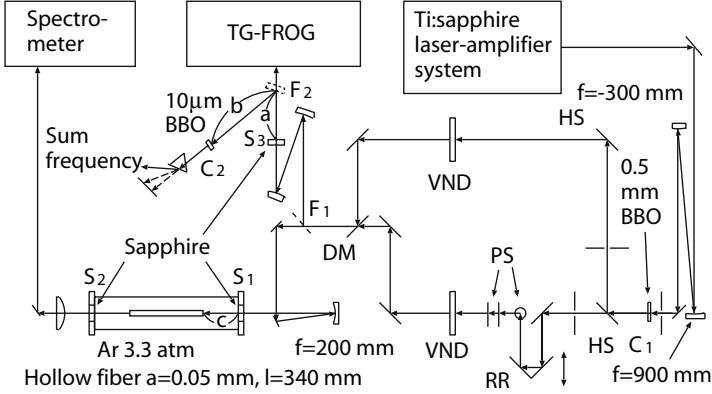 Spectro-
meter
TG-FROG
Ti:sapphire
laser-amplifier
system
f=-300 mm
10μm
BBO
b
a
F2
S3
Sum
frequency
C2
HS
VND
0.5
mm
BBO
F1
DM
Sapphire
S2
S1
PS
c
Ar 3.3 atm
f=200 mm
VND
RR
HS
C1
f=900 mm
Hollow fiber a=0.05 mm, l=340 mm